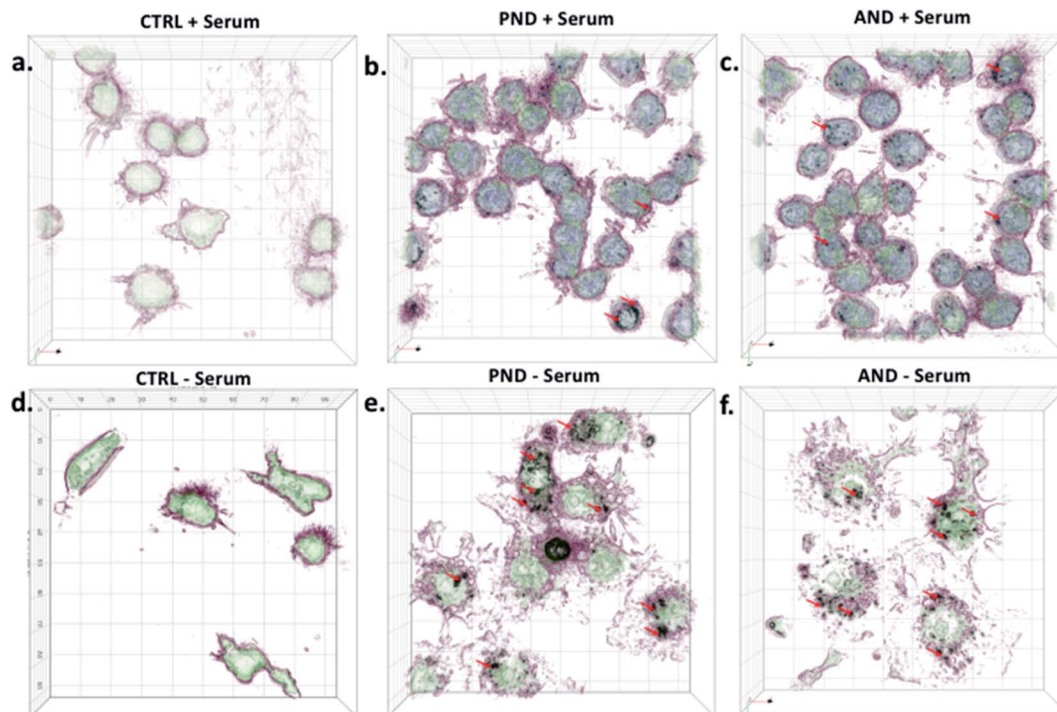 CTRL + Serum
PND + Serum
AND + Serum
a.
b.
c.
CTRL - Serum
PND - Serum
AND - Serum
d.
e.
f.